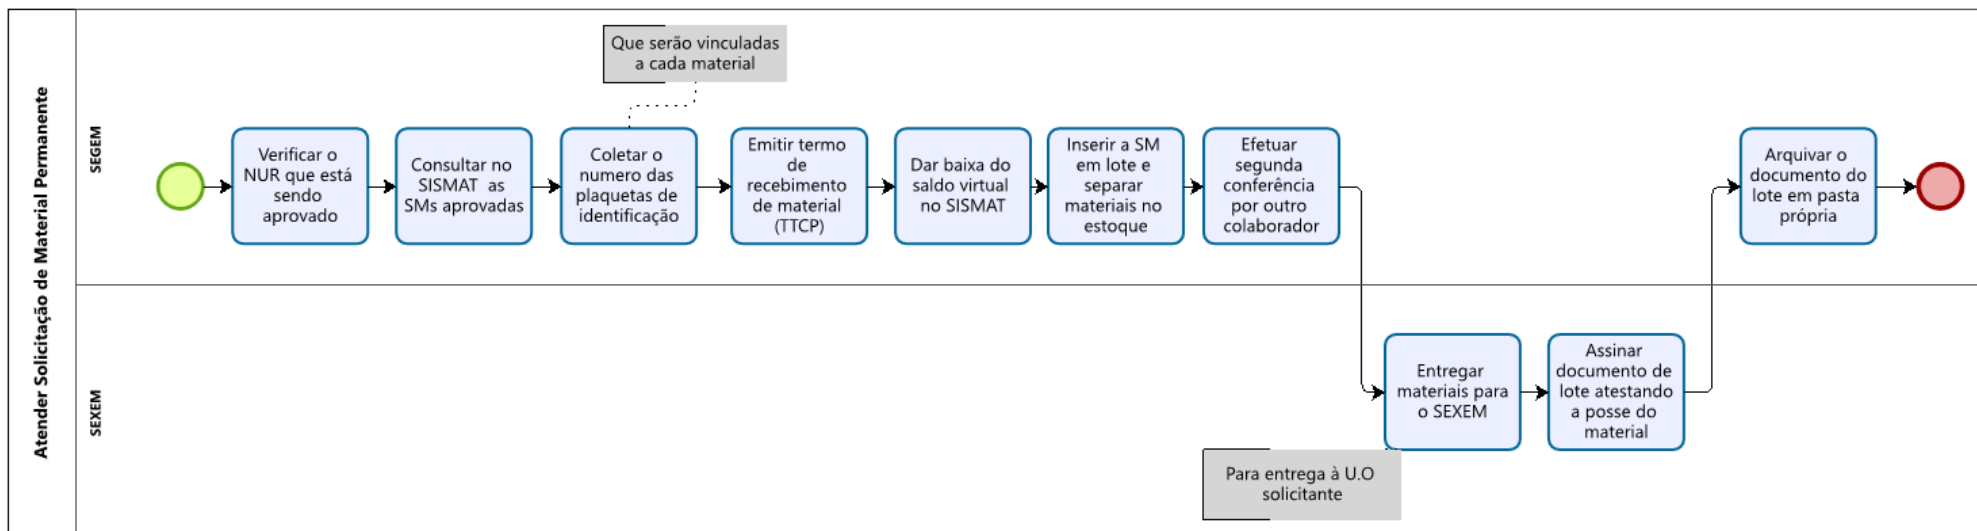 Atender Solicitação de Material Permanente
SEGEM
Que serão vinculadas
a cada material
Verificar o
NUR que está
sendo
aprovado
Consultar no
SISMAT as
SMs aprovadas
Coletar o
numero das
plaquetas de
identificação
Emitir termo
de
recebimento
de material
(TTCP)
Dar baixa do
saldo virtual
no SISMAT
Inserir a SM
em lote e
separar
materiais no
estoque
Efetuar
segunda
conferência
por outro
colaborador
Arquivar o
documento do
lote em pasta
própria
SEXEM
Entregar
materiais para
o SEXEM
Assinar
documento de
lote atestando
a posse do
material
Para entrega à U.O
solicitante